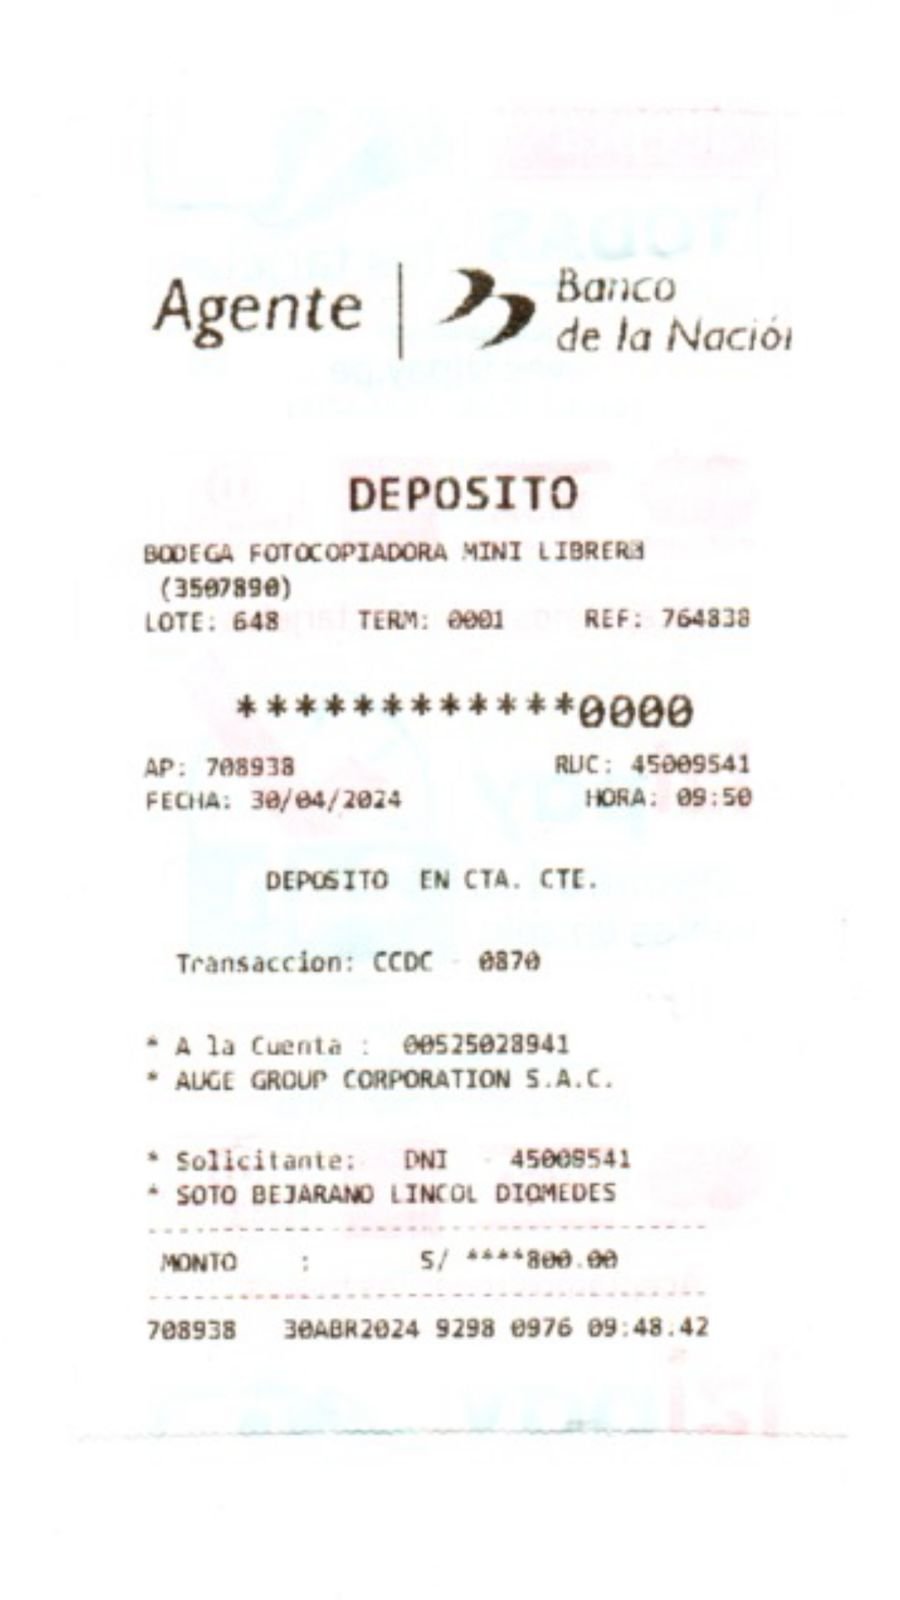 Agente | Banco
de la Nación
DEPOSITO
BODEGA FOTOCOPIADORA MINI LIBRERI
(3507890)
LOTE: 648 TERM: 0001 REF: 764838
************0000
AP: 708938 RUC: 45009541
FECHA: 30/04/2024 HORA: 09:50
DEPOSITO EN CTA. CTE.
Transaccion: CCDC - 0870
* A la Cuenta : 00525028941
* AUGE GROUP CORPORATION S.A.C.
* Solicitante: DNI - 45009541
* SOTO BEJARANO LINCOL DIOMEDES
MONTO : S/ ****800.00
708938 30ABR2024 9298 0976 09:48.42